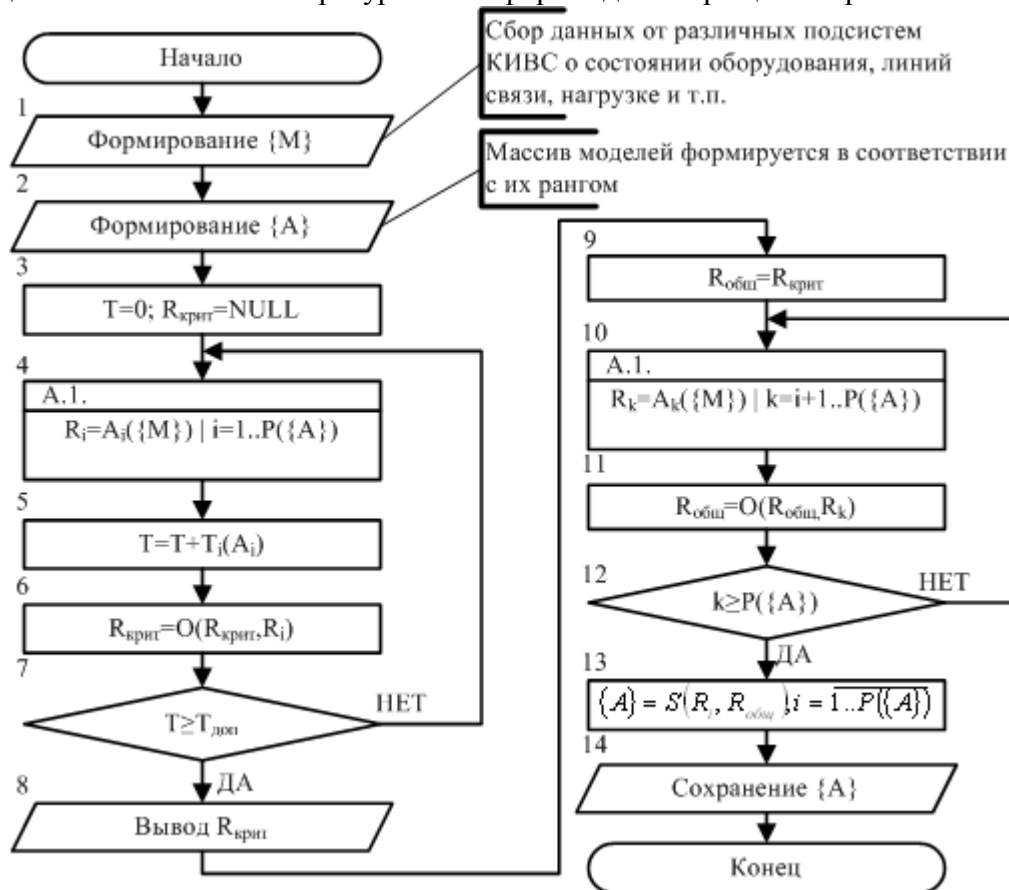 Начало
Сбор данных от различных подсистем
КИВС о состоянии оборудования, линий
связи, нагрузке и т.п.
1
Формирование {M}
Массив моделей формируется в соответствии
с их рангом
2
Формирование {A}
3
T=0; Rкрит=NULL
4
A.1.
Ri=Ai({M}) | i=1..P({A})
5
T=T+Ti(Ai)
6
Rкрит=O(Rкрит,Ri)
7
T≥Tдоп
НЕТ
ДА
8
Вывод Rкрит
9
Rобщ=Rкрит
10
A.1.
Rk=Ak({M}) | k=i+1..P({A})
11
Rобщ=O(Rобщ,Rk)
12
k≥P({A})
НЕТ
ДА
13
{A} = S(Ri, Rобщ), i = 1..P({A})
14
Сохранение {A}
Конец